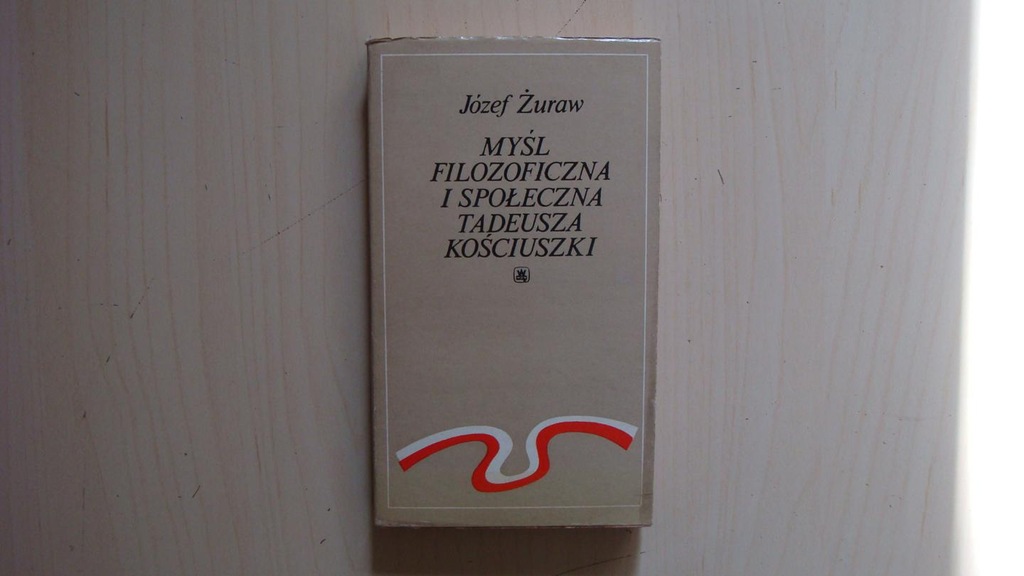 Józef Żuraw
MYŚL
FILOZOFICZNA
I SPOŁECZNA
TADEUSZA
KOŚCIUSZKI